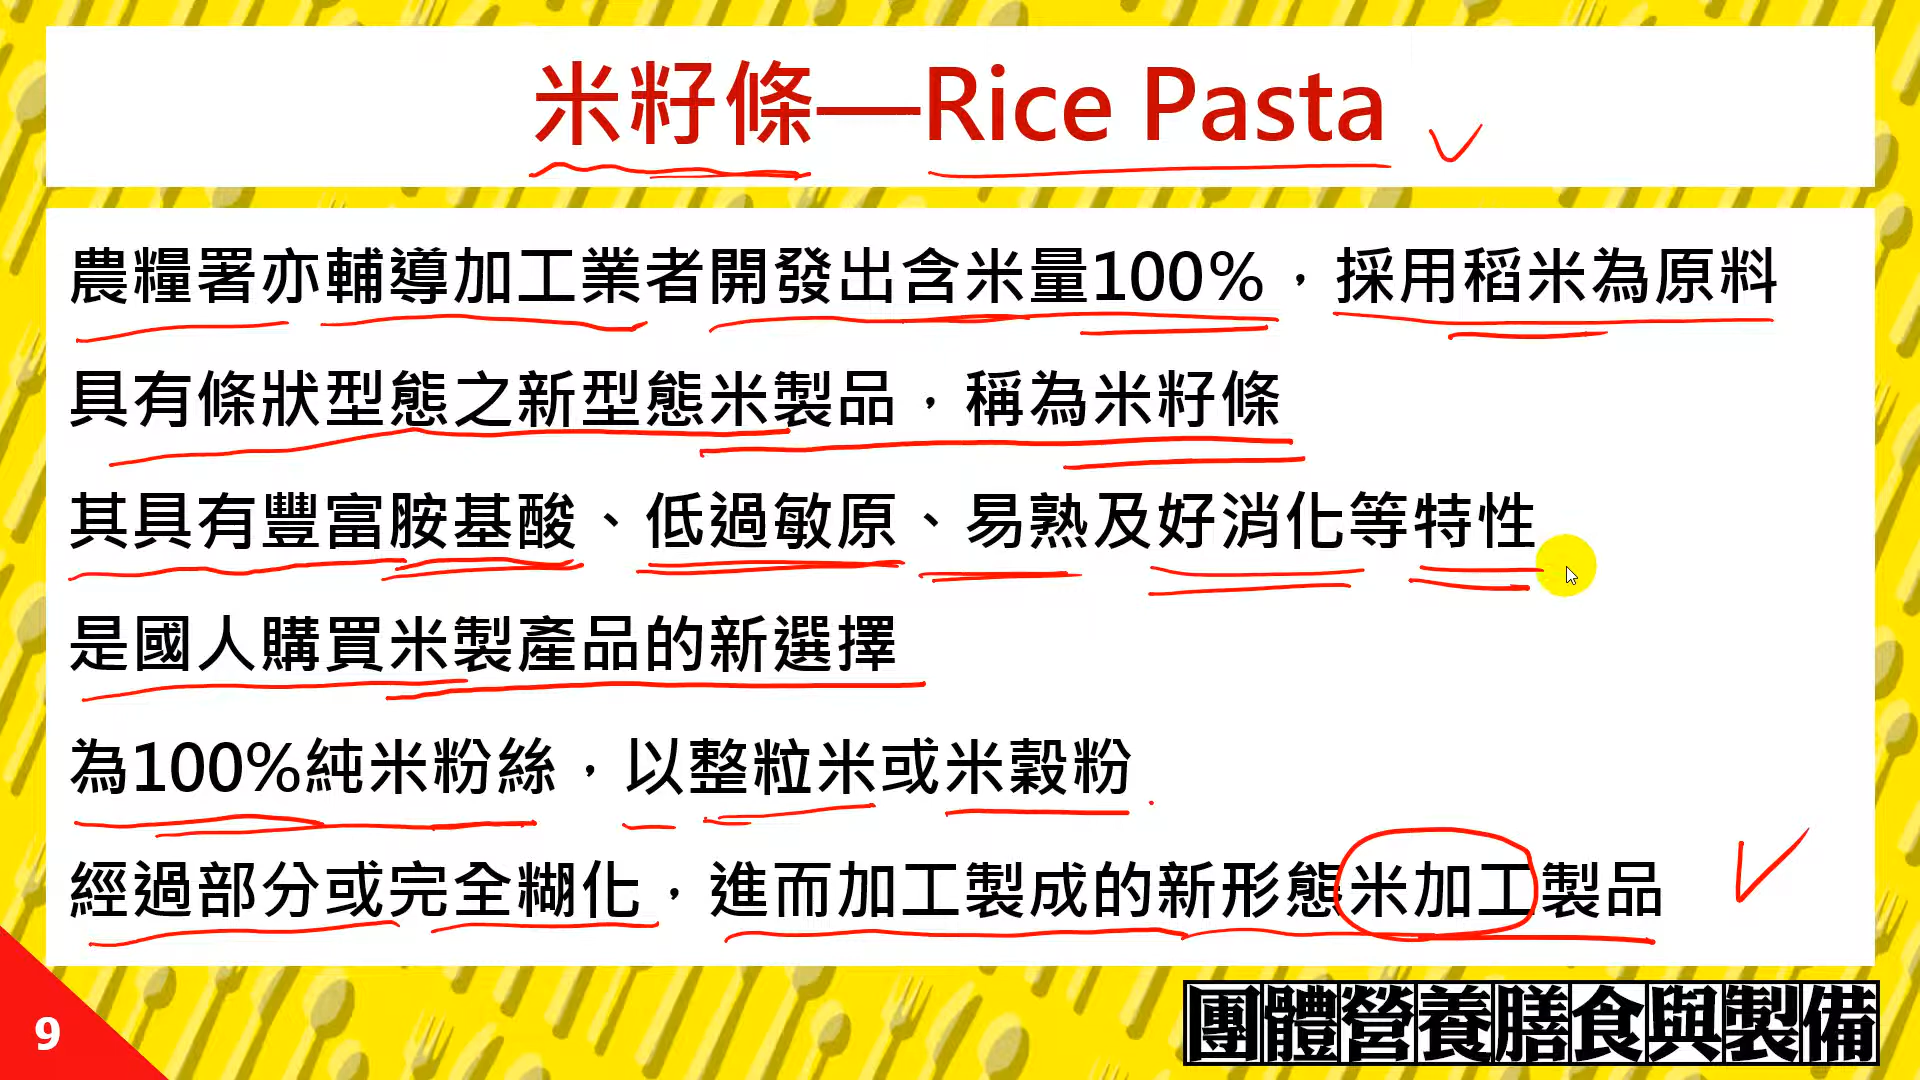 米籽條—Rice Pasta
農糧署亦輔導加工業者開發出含米量100%，採用稻米為原料
具有條狀型態之新型態米製品，稱為米籽條
其具有豐富胺基酸、低過敏原、易熟及好消化等特性
是國人購買米製產品的新選擇
為100%純米粉絲，以整粒米或米穀粉
經過部分或完全糊化，進而加工製成的新形態米加工製品
9
團體營養膳食與製備